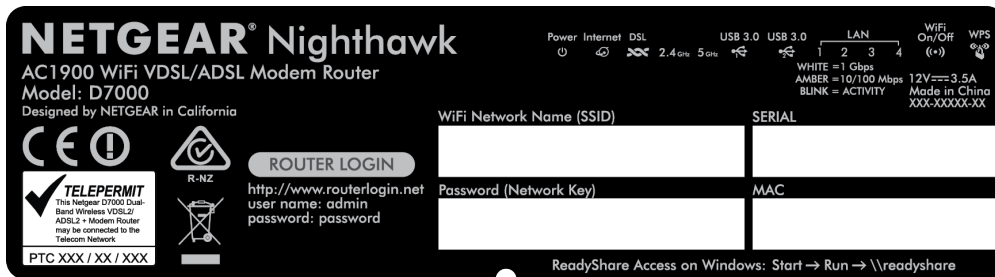 NETGEAR® Nighthawk
AC1900 WiFi VDSL/ADSL Modem Router
Model: D7000
Designed by NETGEAR in California
CE
R-NZ
TELEPERMIT
This Netgear D7000 Dual-
Band Wireless VDSL2/
ADSL2 + Modem Router
may be connected to the
Telecom Network
PTC XXX / XX / XXX
ROUTER LOGIN
http://www.routerlogin.net
user name: admin
password: password
Power Internet DSL 2.4 GHz 5 GHz USB 3.0 USB 3.0 LAN WiFi On/Off WPS
1 2 3 4
WHITE = 1 Gbps
AMBER = 10/100 Mbps
BLINK = ACTIVITY
12V⎓3.5A
Made in China
XXX-XXXXX-XX
WiFi Network Name (SSID)
SERIAL
Password (Network Key)
MAC
ReadyShare Access on Windows: Start → Run → \\readyshare